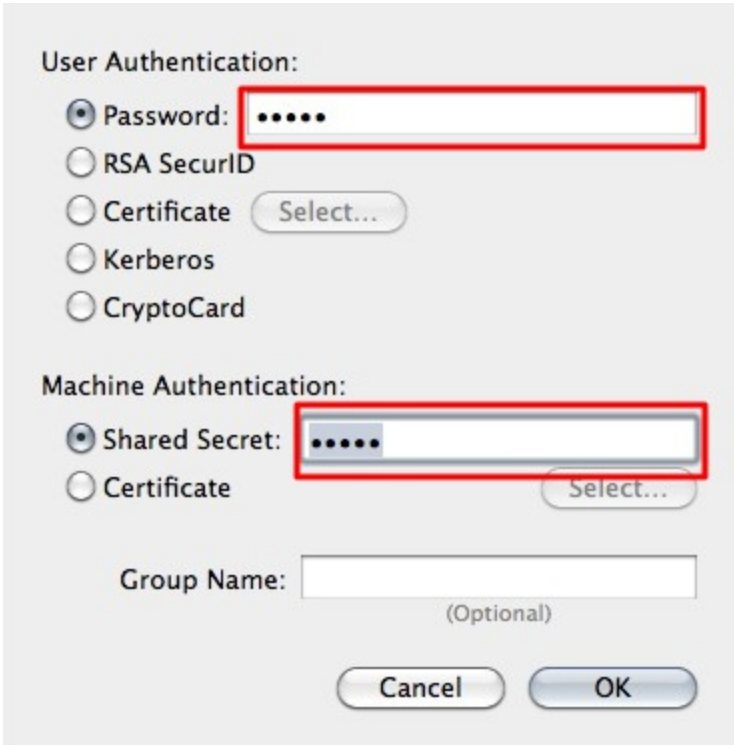 User Authentication:
Password: •••••
RSA SecurID
Certificate Select...
Kerberos
CryptoCard
Machine Authentication:
Shared Secret: •••••
Certificate Select...
Group Name:
(Optional)
Cancel OK